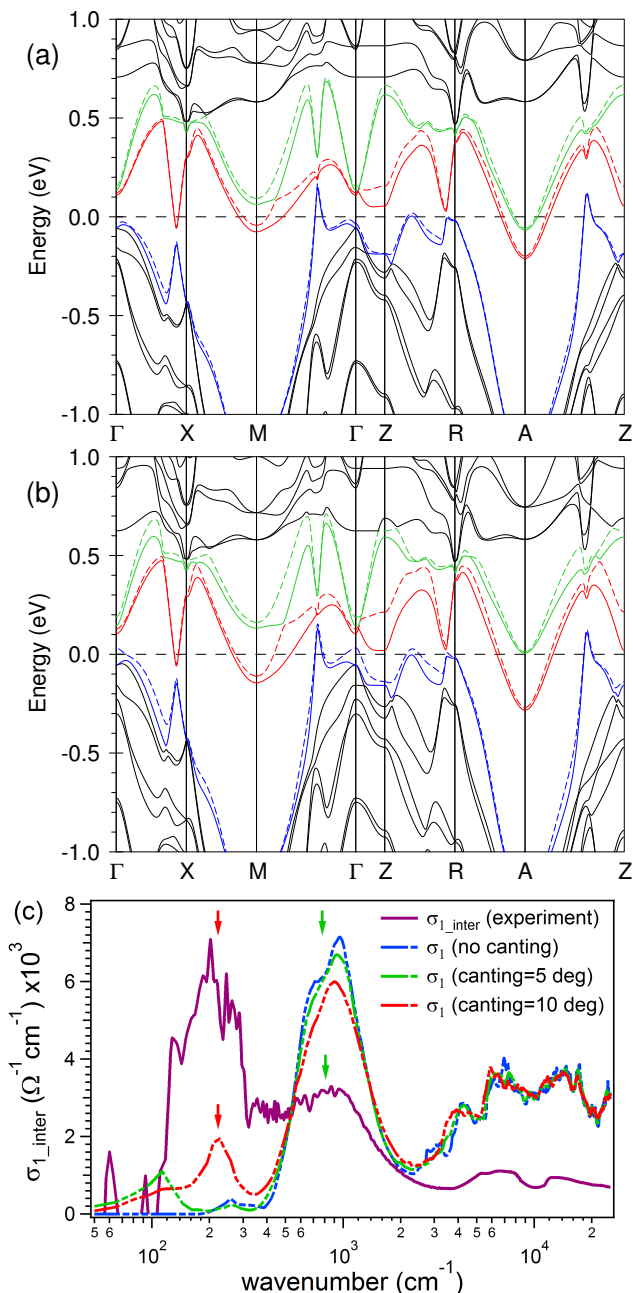 (a)
1.0
0.5
0.0
-0.5
-1.0
Energy (eV)
Γ X M Γ Z R A Z
(b)
1.0
0.5
0.0
-0.5
-1.0
Energy (eV)
Γ X M Γ Z R A Z
(c)
σ1_inter (experiment)
σ1 (no canting)
σ1 (canting=5 deg)
σ1 (canting=10 deg)
8
6
4
2
0
σ1_inter (Ω⁻¹cm⁻¹) x10³
5 6 10² 2 3 4 5 6 10³ 2 3 4 5 6 10⁴ 2
wavenumber (cm⁻¹)